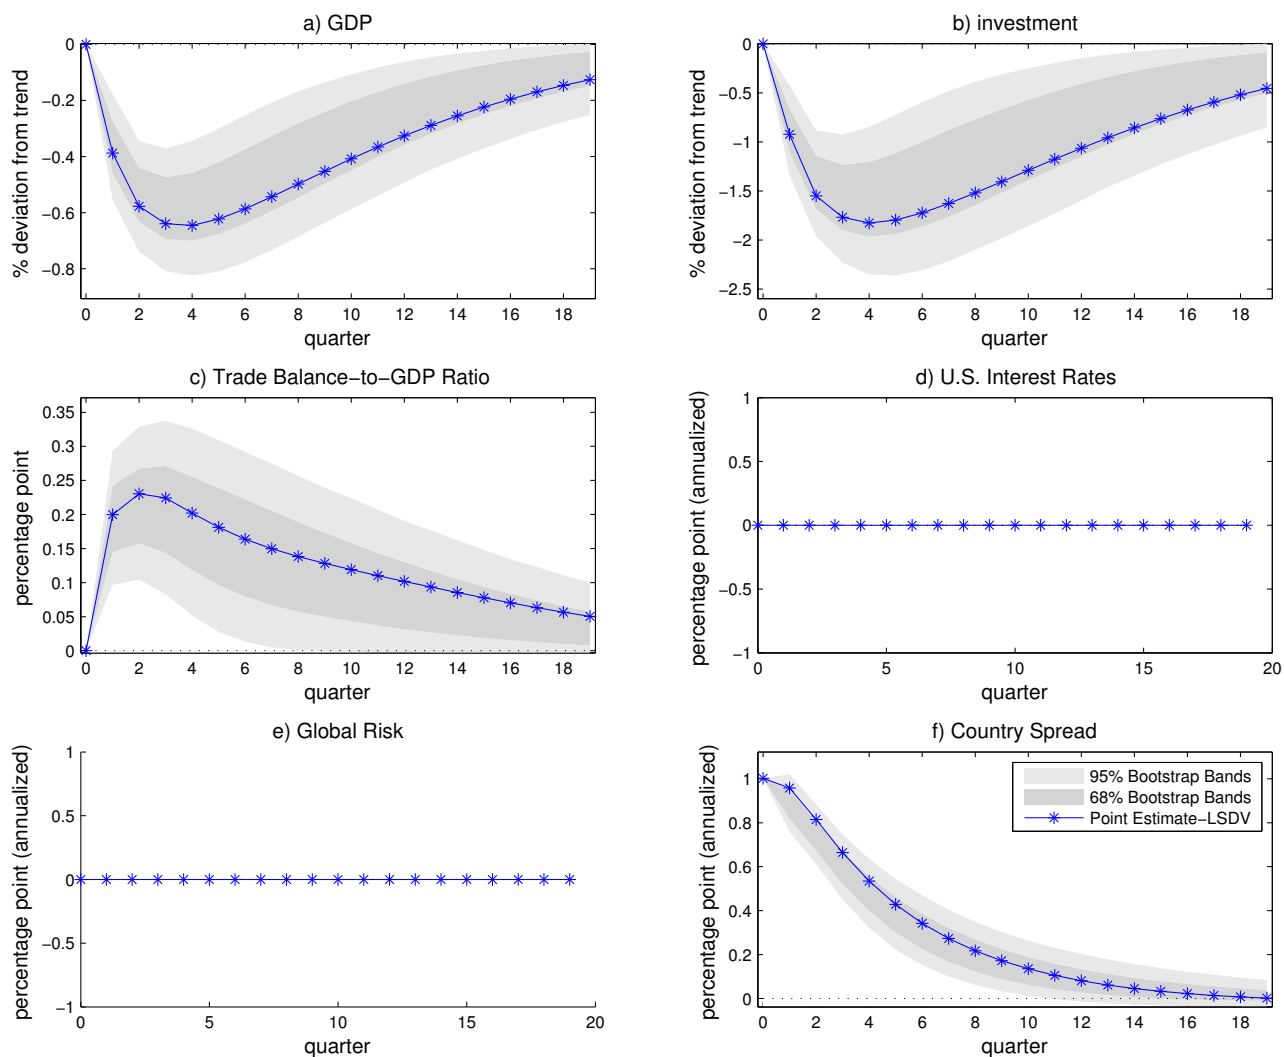 a) GDP
% deviation from trend
0
−0.2
−0.4
−0.6
−0.8
0 2 4 6 8 10 12 14 16 18
quarter
b) investment
% deviation from trend
0
−0.5
−1
−1.5
−2
−2.5
0 2 4 6 8 10 12 14 16 18
quarter
c) Trade Balance−to−GDP Ratio
percentage point
0.35
0.3
0.25
0.2
0.15
0.1
0.05
0
0 2 4 6 8 10 12 14 16 18
quarter
d) U.S. Interest Rates
percentage point (annualized)
1
0.5
0
−0.5
−1
0 5 10 15 20
quarter
e) Global Risk
percentage point (annualized)
1
0.5
0
−0.5
−1
0 5 10 15 20
quarter
f) Country Spread
percentage point (annualized)
1
0.8
0.6
0.4
0.2
0
0 2 4 6 8 10 12 14 16 18
quarter
95% Bootstrap Bands
68% Bootstrap Bands
Point Estimate−LSDV